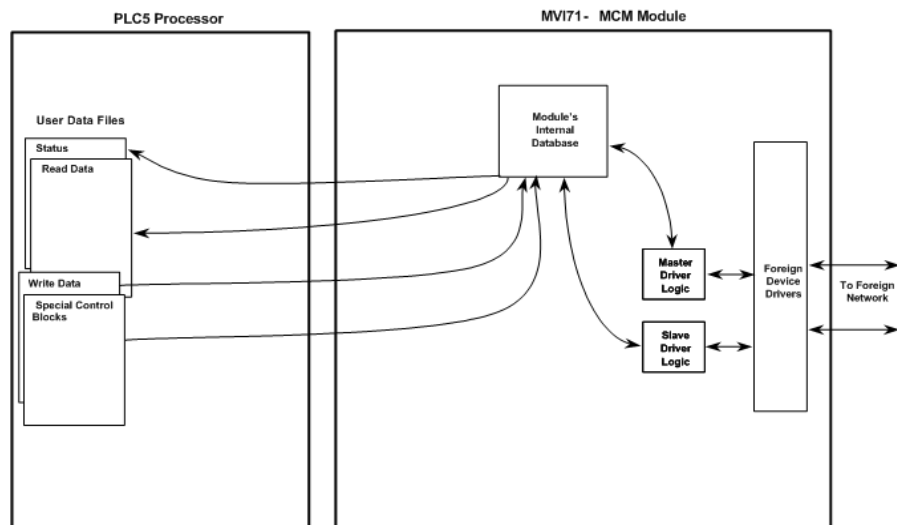 PLC5 Processor
MVI71- MCM Module
User Data Files
Status
Read Data
Write Data
Special Control
Blocks
Module's
Internal
Database
Master
Driver
Logic
Slave
Driver
Logic
Foreign
Device
Drivers
To Foreign
Network